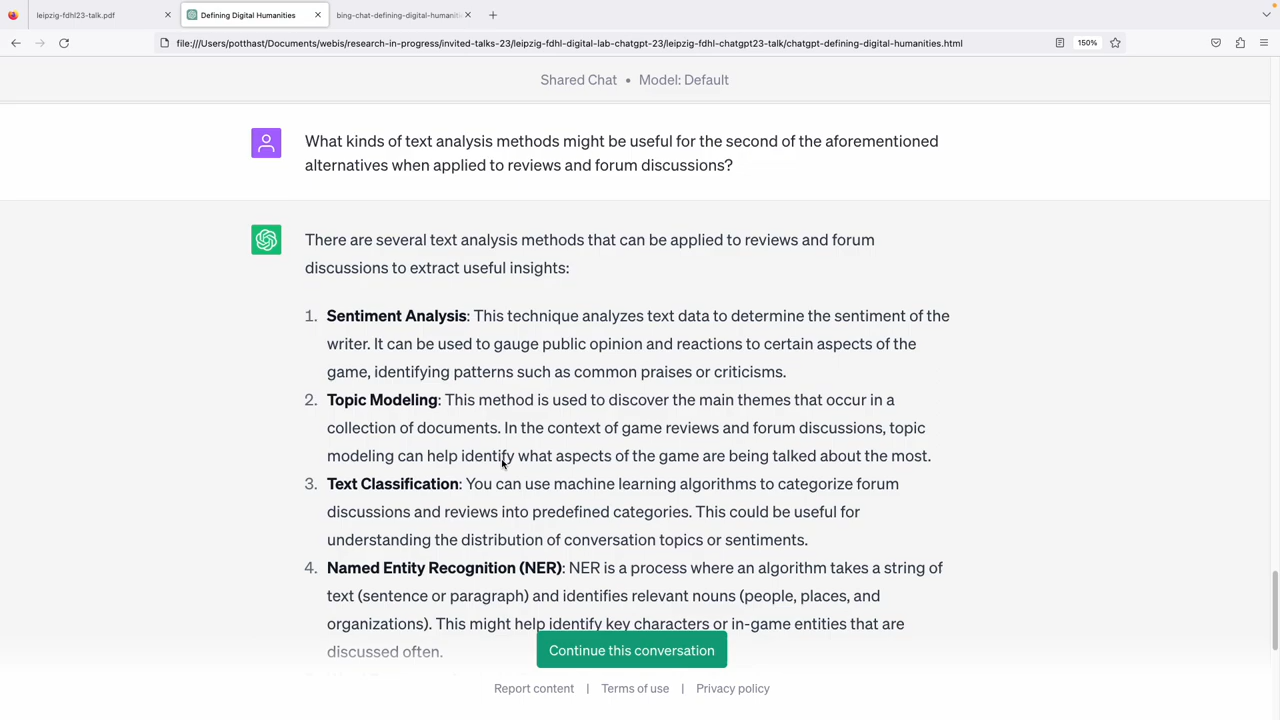 leipzig-fdhl23-talk.pdf
Defining Digital Humanities
bing-chat-defining-digital-humaniti
file:///Users/potthast/Documents/webis/research-in-progress/invited-talks-23/leipzig-fdhl-digital-lab-chatgpt-23/leipzig-fdhl-chatgpt23-talk/chatgpt-defining-digital-humanities.html
150%
Shared Chat • Model: Default
What kinds of text analysis methods might be useful for the second of the aforementioned
alternatives when applied to reviews and forum discussions?
There are several text analysis methods that can be applied to reviews and forum
discussions to extract useful insights:
1. Sentiment Analysis: This technique analyzes text data to determine the sentiment of the
writer. It can be used to gauge public opinion and reactions to certain aspects of the
game, identifying patterns such as common praises or criticisms.
2. Topic Modeling: This method is used to discover the main themes that occur in a
collection of documents. In the context of game reviews and forum discussions, topic
modeling can help identify what aspects of the game are being talked about the most.
3. Text Classification: You can use machine learning algorithms to categorize forum
discussions and reviews into predefined categories. This could be useful for
understanding the distribution of conversation topics or sentiments.
4. Named Entity Recognition (NER): NER is a process where an algorithm takes a string of
text (sentence or paragraph) and identifies relevant nouns (people, places, and
organizations). This might help identify key characters or in-game entities that are
discussed often.
Continue this conversation
Report content | Terms of use | Privacy policy